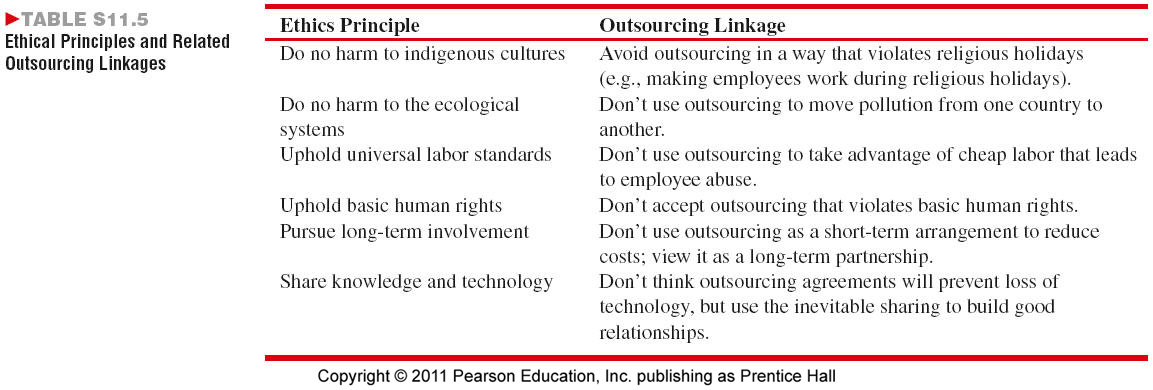 ►TABLE S11.5
Ethical Principles and Related
Outsourcing Linkages
Ethics Principle Outsourcing Linkage
Do no harm to indigenous cultures Avoid outsourcing in a way that violates religious holidays
(e.g., making employees work during religious holidays).
Do no harm to the ecological Don’t use outsourcing to move pollution from one country to
systems another.
Uphold universal labor standards Don’t use outsourcing to take advantage of cheap labor that leads
to employee abuse.
Uphold basic human rights Don’t accept outsourcing that violates basic human rights.
Pursue long-term involvement Don’t use outsourcing as a short-term arrangement to reduce
costs; view it as a long-term partnership.
Share knowledge and technology Don’t think outsourcing agreements will prevent loss of
technology, but use the inevitable sharing to build good
relationships.
Copyright © 2011 Pearson Education, Inc. publishing as Prentice Hall